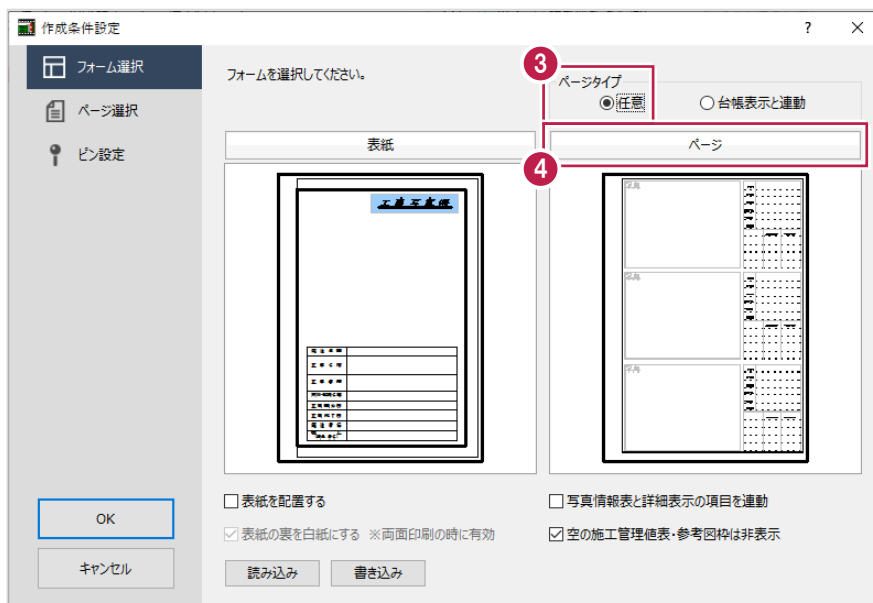 作成条件設定
?
フォーム選択
ページ選択
ピン設定
フォームを選択してください。
3
ページタイプ
任意
台帳表示と連動
4
表紙
ページ
工事写真帳
写真
写真
写真
表紙を配置する
表紙の裏を白紙にする ※両面印刷の時に有効
写真情報表と詳細表示の項目を連動
空の施工管理値表・参考図枠は非表示
読み込み
書き込み
OK
キャンセル